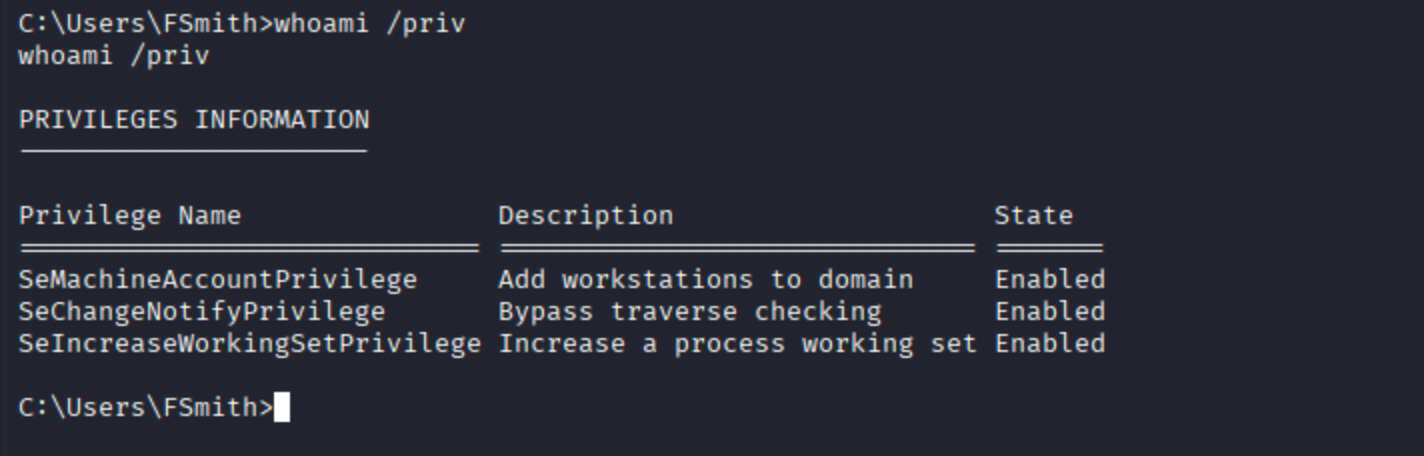 C:\Users\FSmith>whoami /priv
whoami /priv
PRIVILEGES INFORMATION
Privilege Name Description State
SeMachineAccountPrivilege Add workstations to domain Enabled
SeChangeNotifyPrivilege Bypass traverse checking Enabled
SeIncreaseWorkingSetPrivilege Increase a process working set Enabled
C:\Users\FSmith>